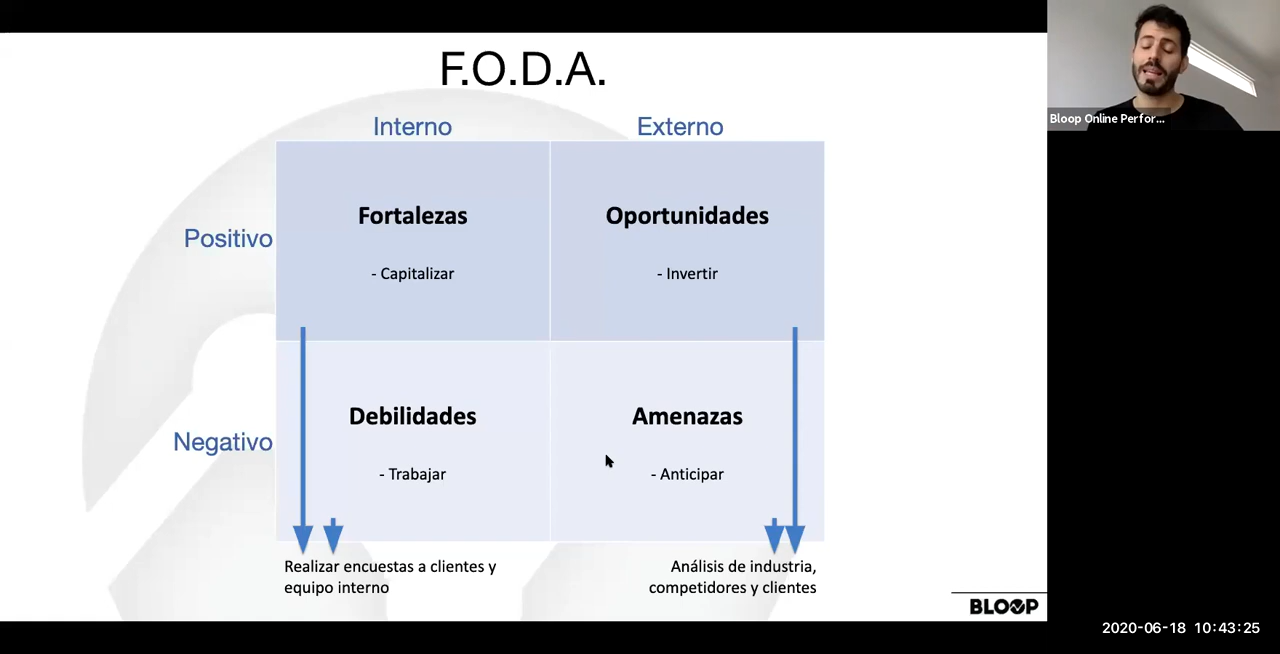 F.O.D.A.
Interno
Externo
Positivo
Fortalezas
- Capitalizar
Oportunidades
- Invertir
Negativo
Debilidades
- Trabajar
Amenazas
- Anticipar
Realizar encuestas a clientes y
equipo interno
Análisis de industria,
competidores y clientes
BLOOP
Bloop Online Perfor...
2020-06-18 10:43:25